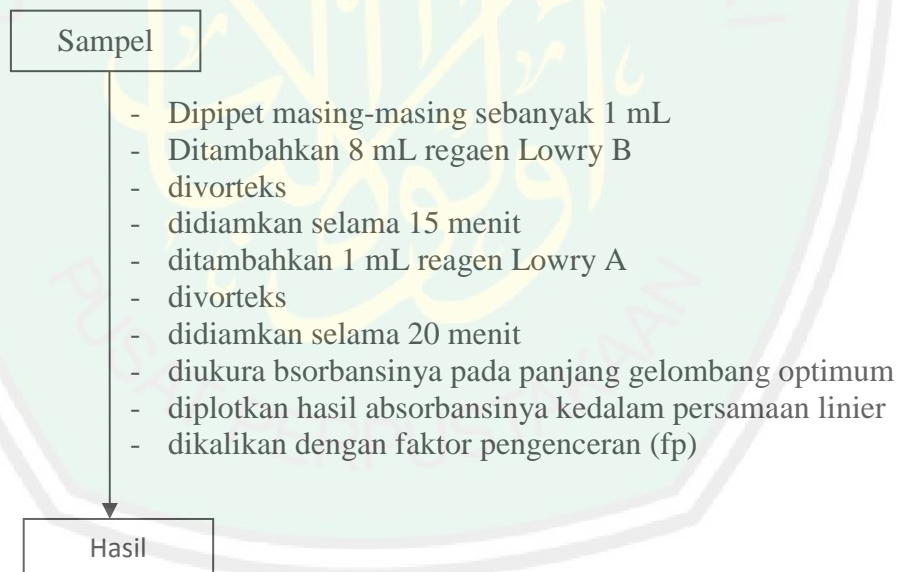 Sampel
- Dipipet masing-masing sebanyak 1 mL
- Ditambahkan 8 mL regaen Lowry B
- divorteks
- didiamkan selama 15 menit
- ditambahkan 1 mL reagen Lowry A
- divorteks
- didiamkan selama 20 menit
- diukura bsorbansinya pada panjang gelombang optimum
- diplotkan hasil absorbansinya kedalam persamaan linier
- dikalikan dengan faktor pengenceran (fp)
Hasil